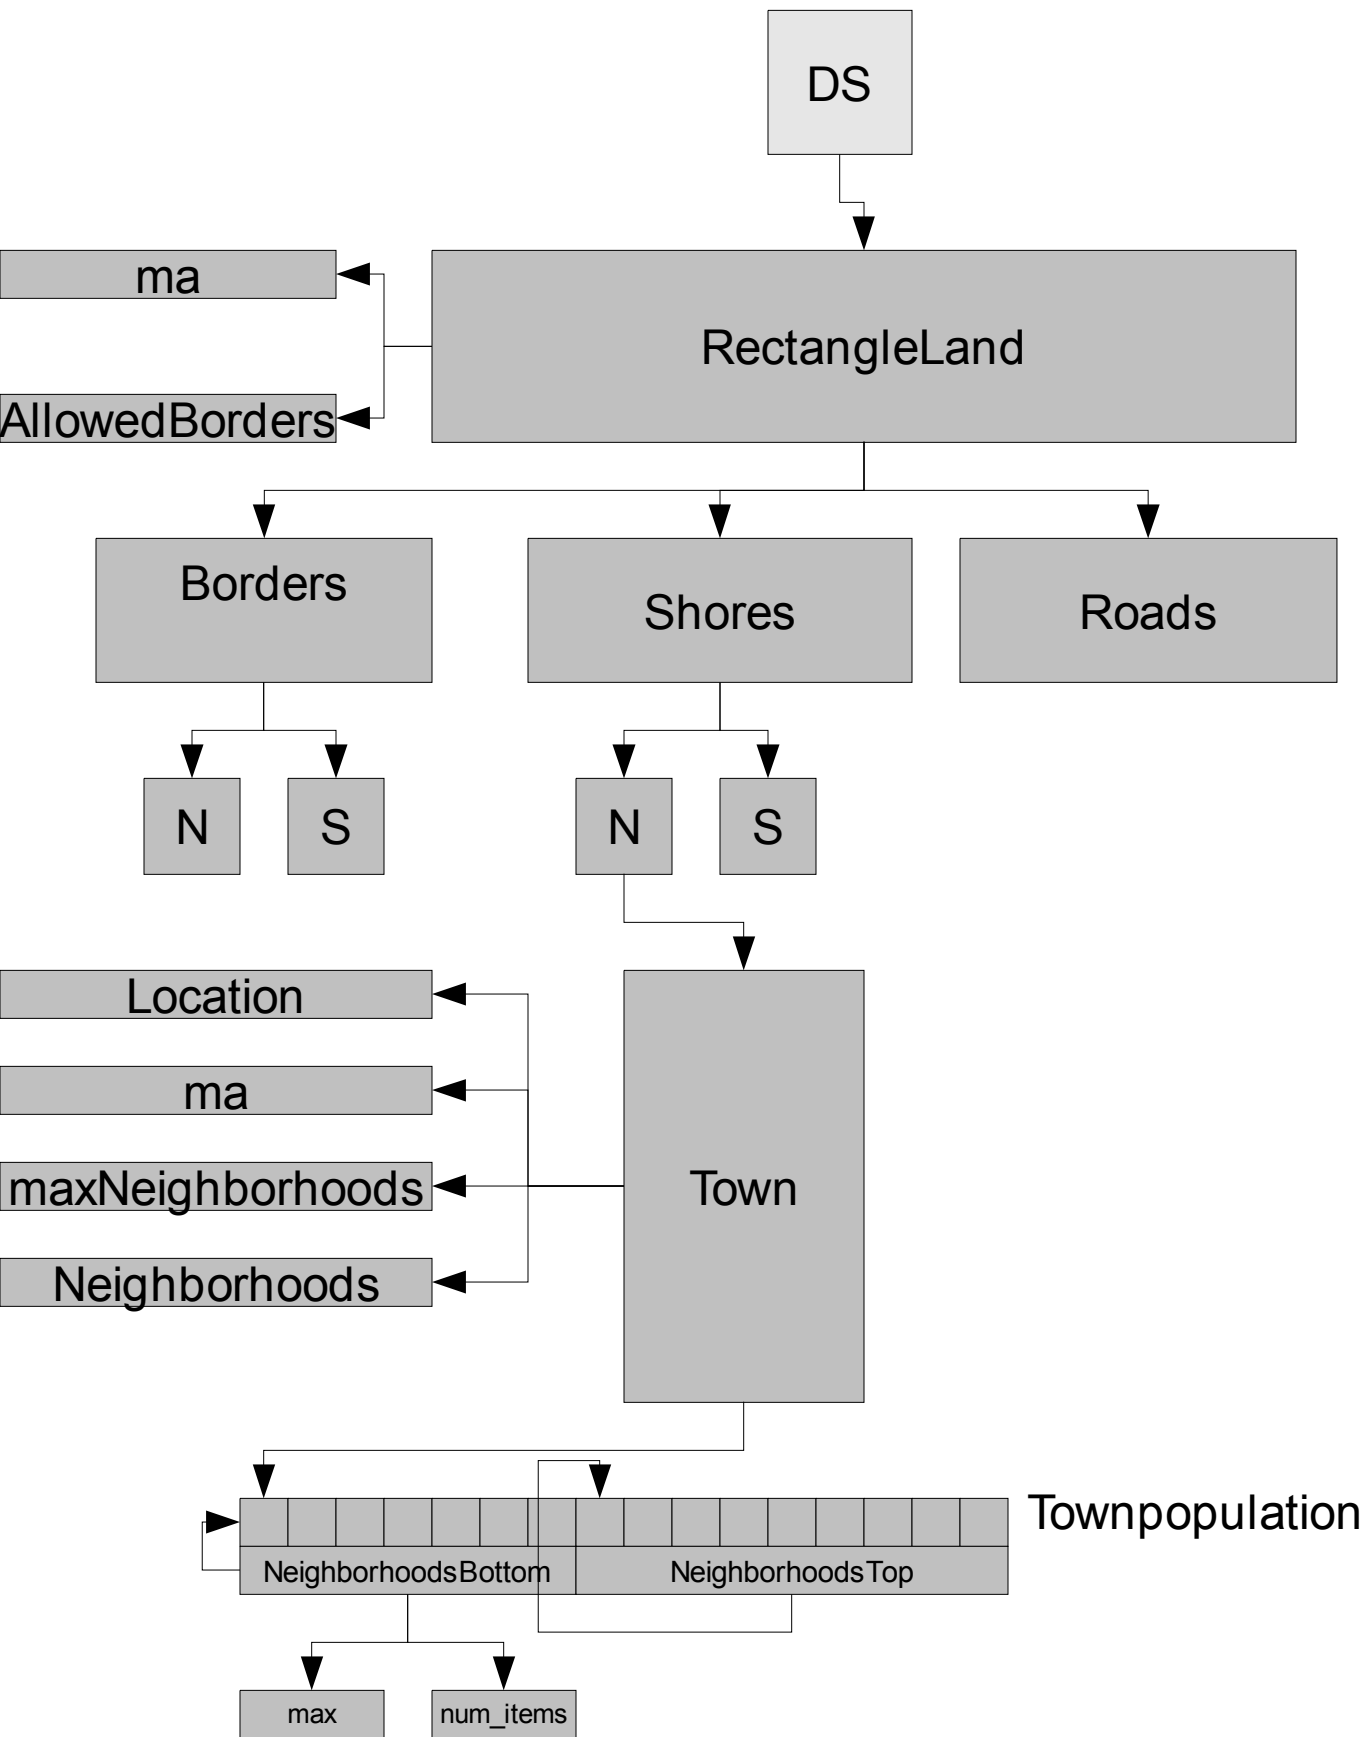 DS
ma
RectangleLand
AllowedBorders
Borders
Shores
Roads
N
S
N
S
Location
ma
maxNeighborhoods
Town
Neighborhoods
Townpopulation
NeighborhoodsBottom
NeighborhoodsTop
max
num_items